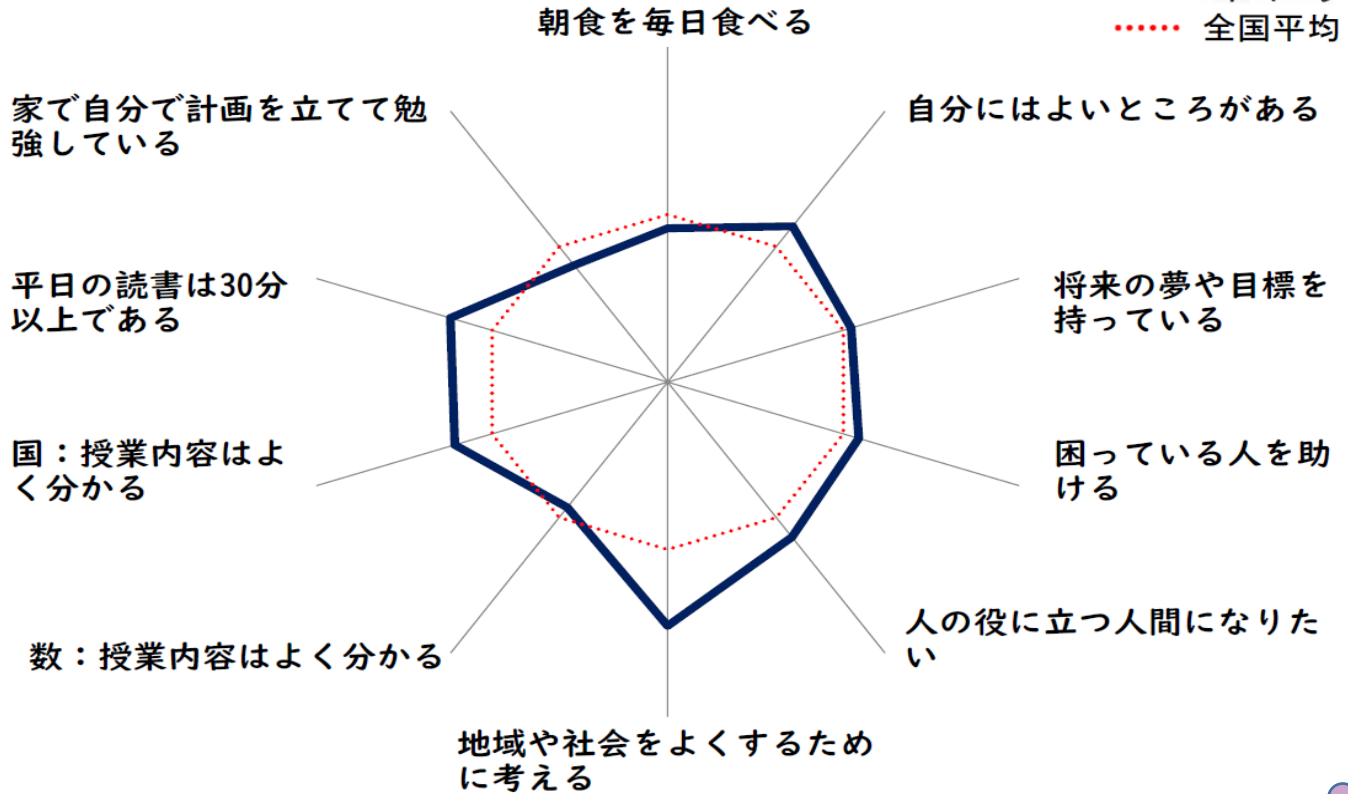 全国平均
朝食を毎日食べる
自分にはよいところがある
将来の夢や目標を
持っている
困っている人を助
ける
人の役に立つ人間になりた
い
地域や社会をよくするため
に考える
数：授業内容はよく分かる
国：授業内容はよ
く分かる
平日の読書は30分
以上である
家で自分で計画を立てて勉
強している